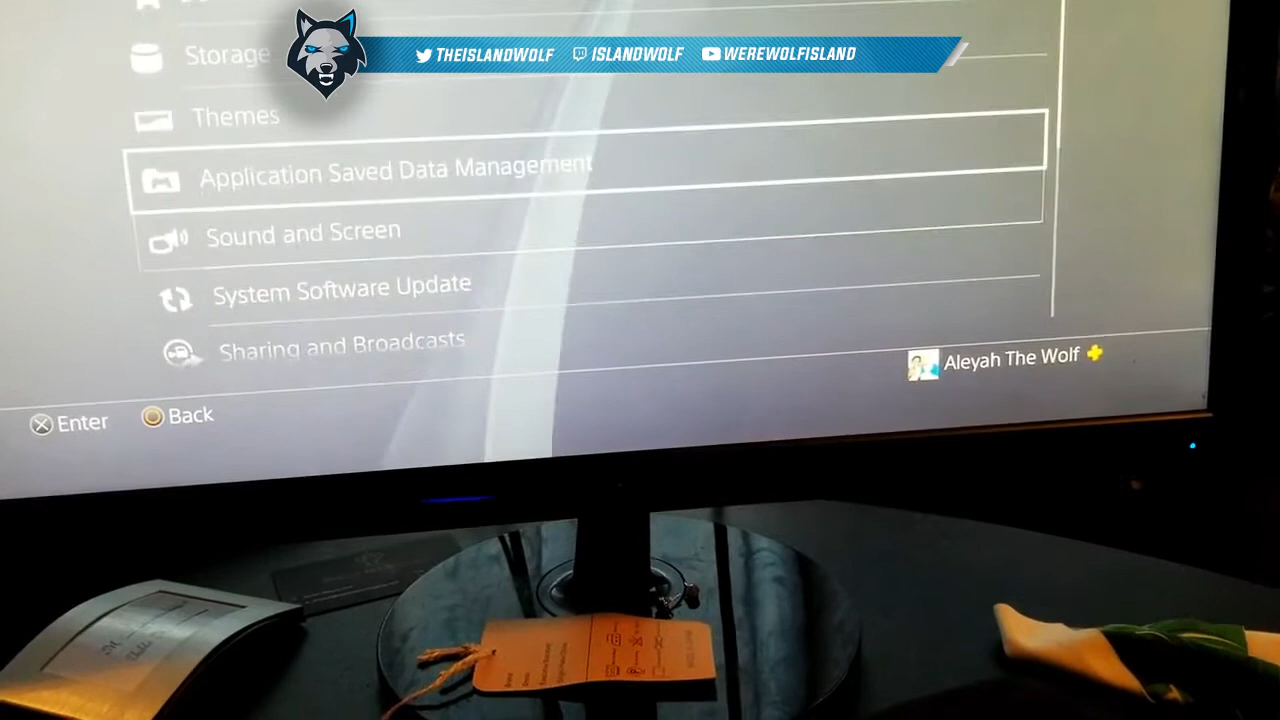 Storage
THEISLANDWOLF ISLANDWOLF WEREWOLFISLAND
Themes
Application Saved Data Management
Sound and Screen
System Software Update
Sharing and Broadcasts
Aleyah The Wolf
Enter Back